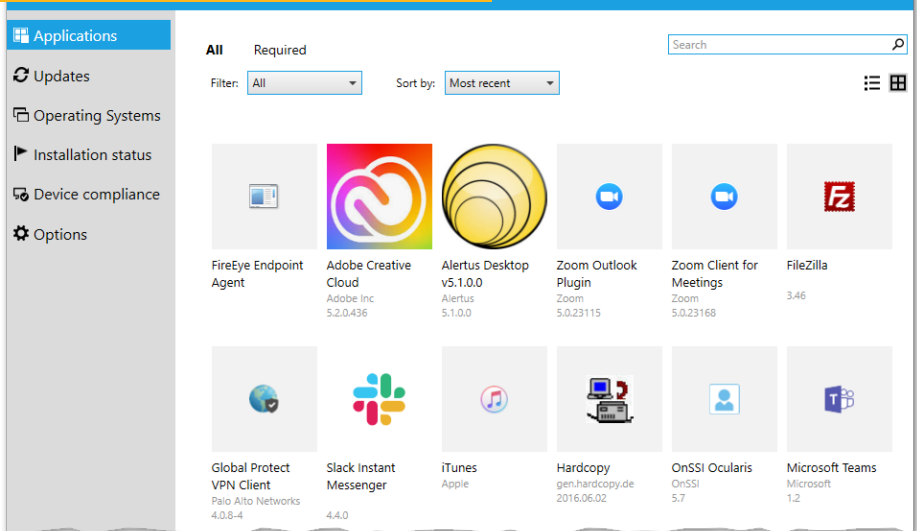 Applications
Updates
Operating Systems
Installation status
Device compliance
Options
All Required
Search
Filter: All Sort by: Most recent
FireEye Endpoint
Agent
Adobe Creative
Cloud
Adobe Inc
5.2.0.436
Alertus Desktop
v5.1.0.0
Alertus
5.1.0.0
Zoom Outlook
Plugin
Zoom
5.0.23115
Zoom Client for
Meetings
Zoom
5.0.23168
Fz
FileZilla
3.46
Global Protect
VPN Client
Palo Alto Networks
4.0.8-4
Slack Instant
Messenger
4.4.0
iTunes
Apple
Hardcopy
gen.hardcopy.de
2016.06.02
OnSSI Ocularis
OnSSI
5.7
T
Microsoft Teams
Microsoft
1.2